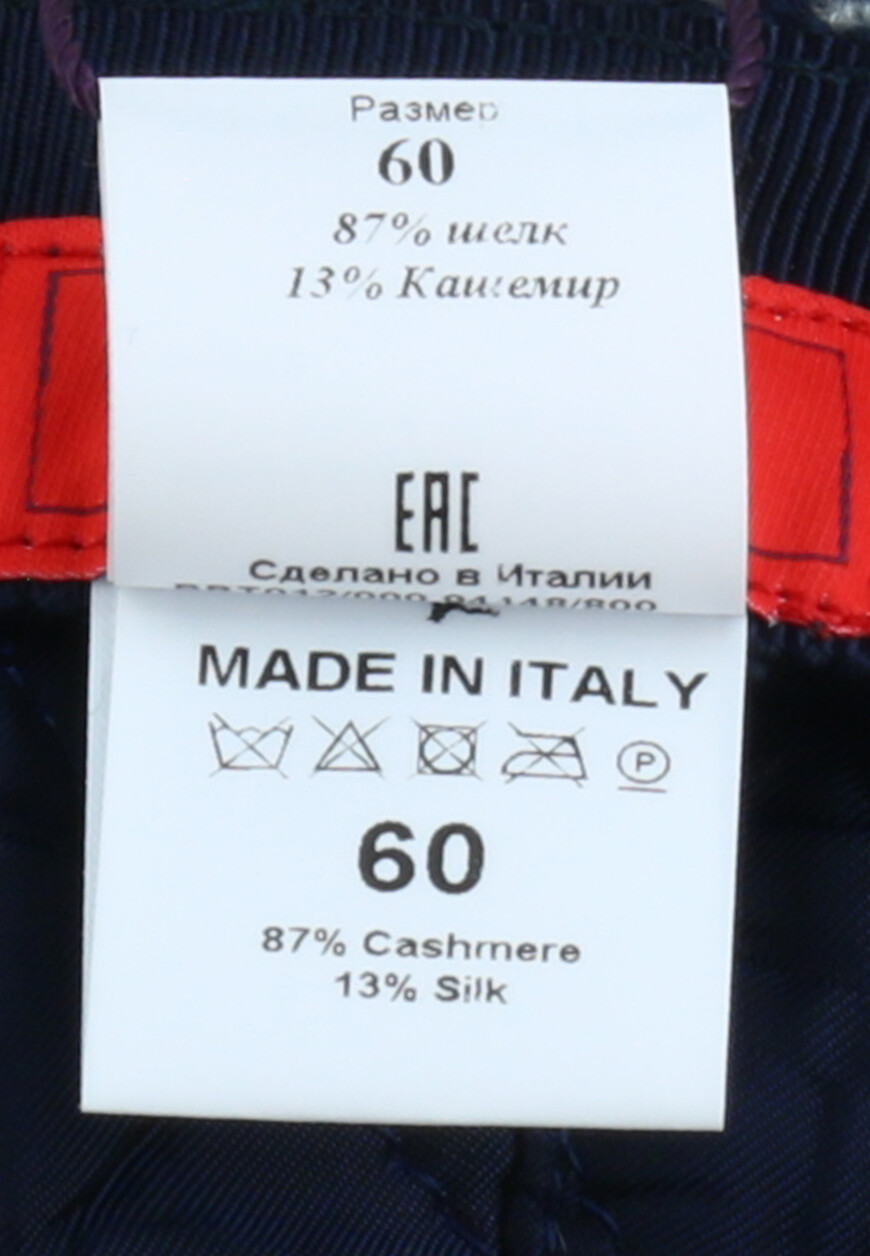 Размер
60
87% шелк
13% Кашемир
EAC
Сделано в Италии
MADE IN ITALY
P
60
87% Cashmere
13% Silk